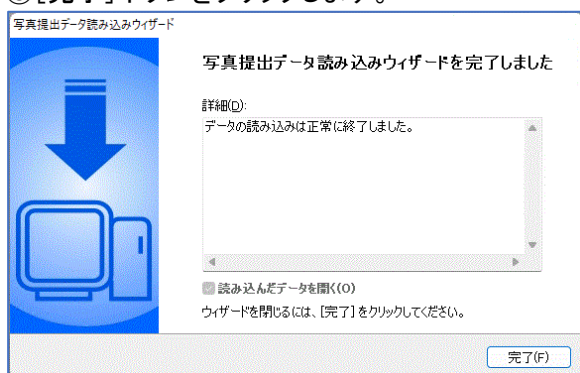 写真提出データ読み込みウィザード
写真提出データ読み込みウィザードを完了しました
詳細(D):
データの読み込みは正常に終了しました。
読み込んだデータを開く(O)
ウィザードを閉じるには、[完了]をクリックしてください。
完了(F)